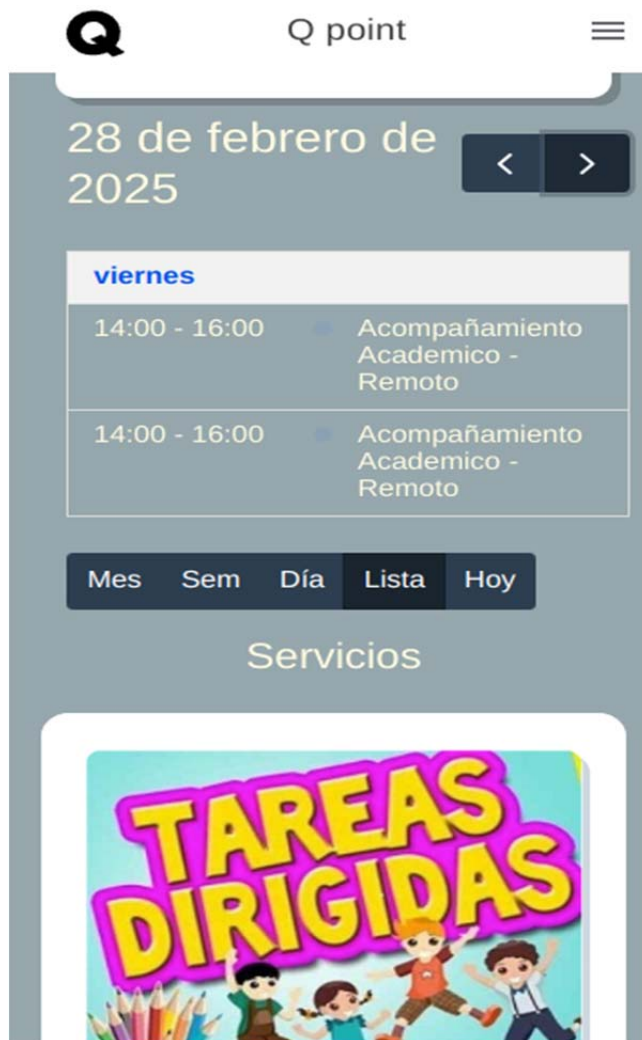 Q
Q point
28 de febrero de
2025
viernes
14:00 - 16:00
Acompañamiento
Academico -
Remoto
14:00 - 16:00
Acompañamiento
Academico -
Remoto
Mes Sem Día Lista Hoy
Servicios
TAREAS
DIRIGIDAS